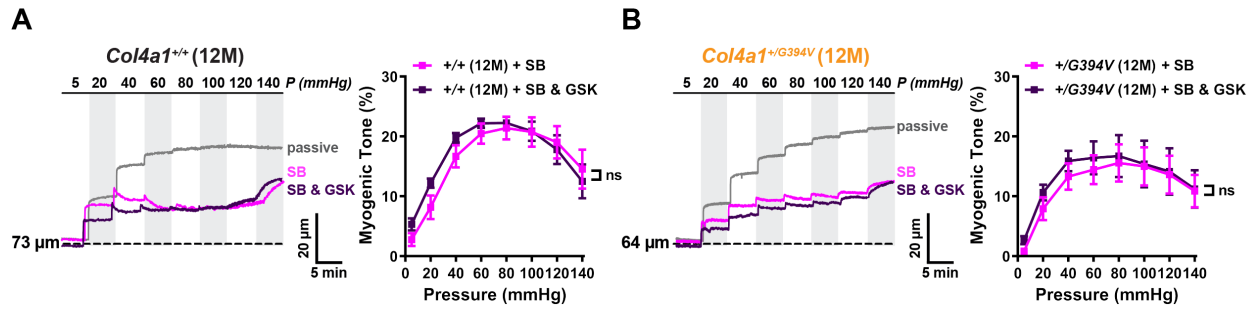 A
Col4a1+/+ (12M)
5 20 40 60 80 100 120 140 P (mmHg)
passive
SB
SB & GSK
73 µm
20 µm
5 min
+/+ (12M) + SB
+/+ (12M) + SB & GSK
Myogenic Tone (%)
30
20
10
0
ns
0 20 40 60 80 100 120 140
Pressure (mmHg)
B
Col4a1+/G394V (12M)
5 20 40 60 80 100 120 140 P (mmHg)
passive
SB
SB & GSK
64 µm
20 µm
5 min
+/G394V (12M) + SB
+/G394V (12M) + SB & GSK
Myogenic Tone (%)
30
20
10
0
ns
0 20 40 60 80 100 120 140
Pressure (mmHg)